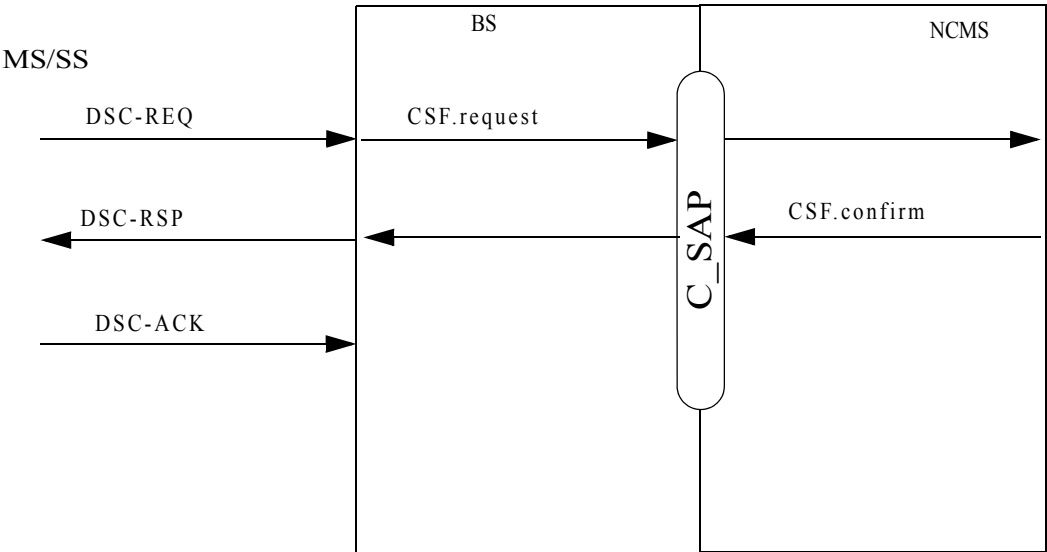 BS
NCMS
MS/SS
DSC-REQ
CSF.request
DSC-RSP
CSF.confirm
C_SAP
DSC-ACK